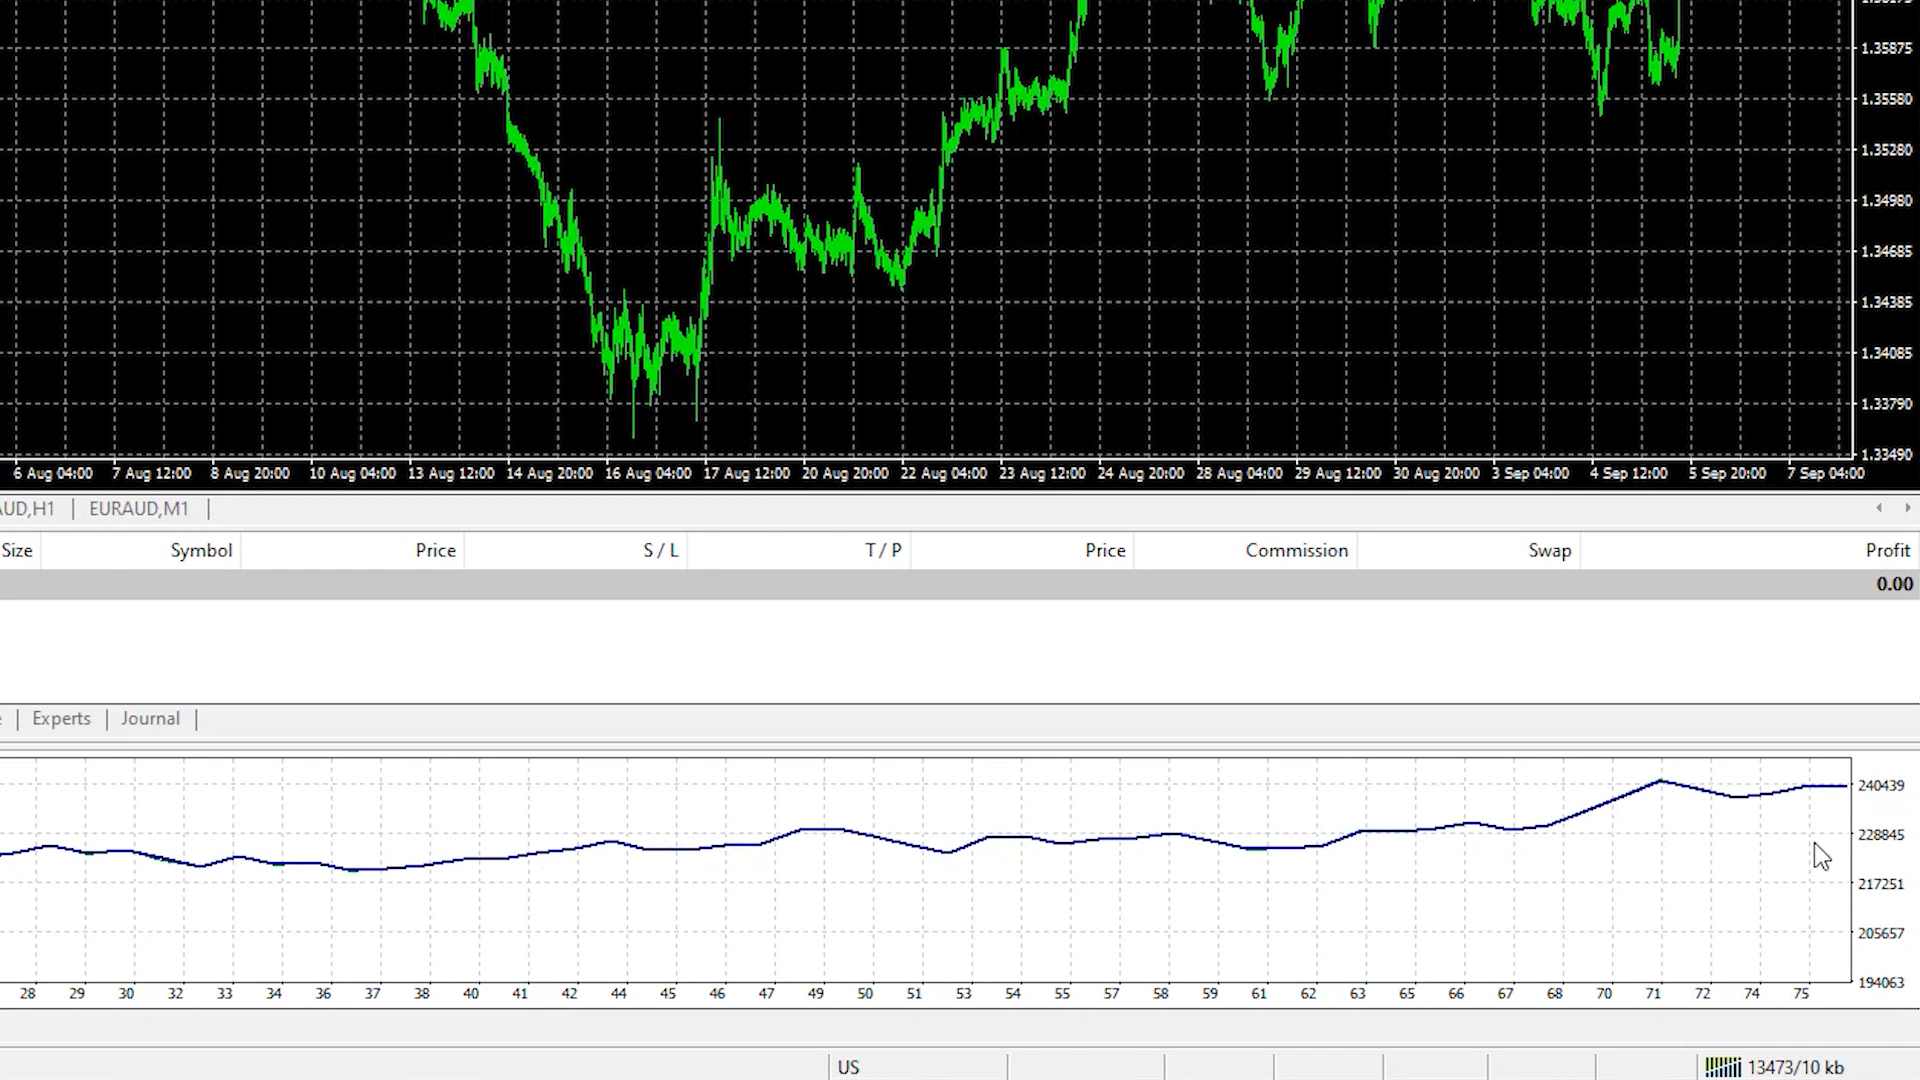 1.35875
1.35580
1.35280
1.34980
1.34685
1.34385
1.34085
1.33790
1.33490
6 Aug 04:00 7 Aug 12:00 8 Aug 20:00 10 Aug 04:00 13 Aug 12:00 14 Aug 20:00 16 Aug 04:00 17 Aug 12:00 20 Aug 20:00 22 Aug 04:00 23 Aug 12:00 24 Aug 20:00 28 Aug 04:00 29 Aug 12:00 30 Aug 20:00 3 Sep 04:00 4 Sep 12:00 5 Sep 20:00 7 Sep 04:00
AUD,H1 | EURAUD,M1 |
Size Symbol Price S / L T / P Price Commission Swap Profit
0.00
| Experts | Journal |
240439
228845
217251
205657
194063
28 29 30 32 33 34 36 37 38 40 41 42 44 45 46 47 49 50 51 53 54 55 57 58 59 61 62 63 65 66 67 68 70 71 72 74 75
US 13473/10 kb